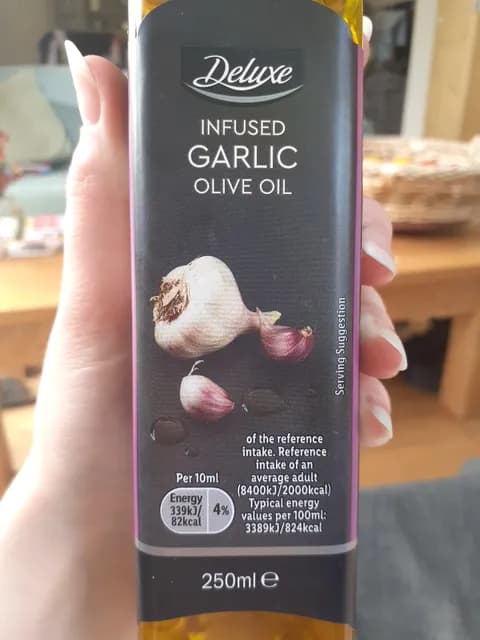 Deluxe
INFUSED
GARLIC
OLIVE OIL
Serving Suggestion
Per 10ml
Energy
339kJ/
82kcal
4%
of the reference
intake. Reference
intake of an
average adult
(8400kJ/2000kcal)
Typical energy
values per 100ml:
3389kJ/824kcal
250ml ℮